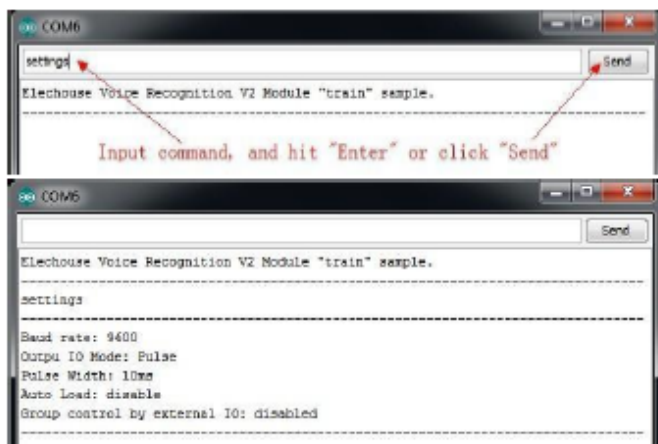 COM6
settings
Send
Elechouse Voice Recognition V2 Module "train" sample.
Input command, and hit "Enter" or click "Send"
COM6
Send
Elechouse Voice Recognition V2 Module "train" sample.
settings
Baud rate: 9600
Outpu IO Mode: Pulse
Pulse Width: 10ms
Auto Load: disable
Group control by external IO: disabled